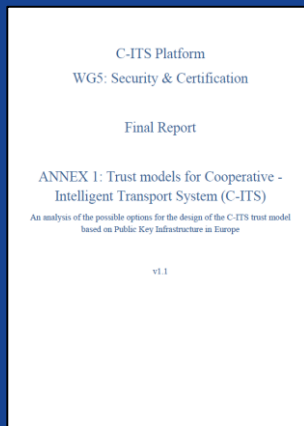 C-ITS Platform
WG5: Security & Certification
Final Report
ANNEX 1: Trust models for Cooperative -
Intelligent Transport System (C-ITS)
An analysis of the possible options for the design of the C-ITS trust model
based on Public Key Infrastructure in Europe
v1.1